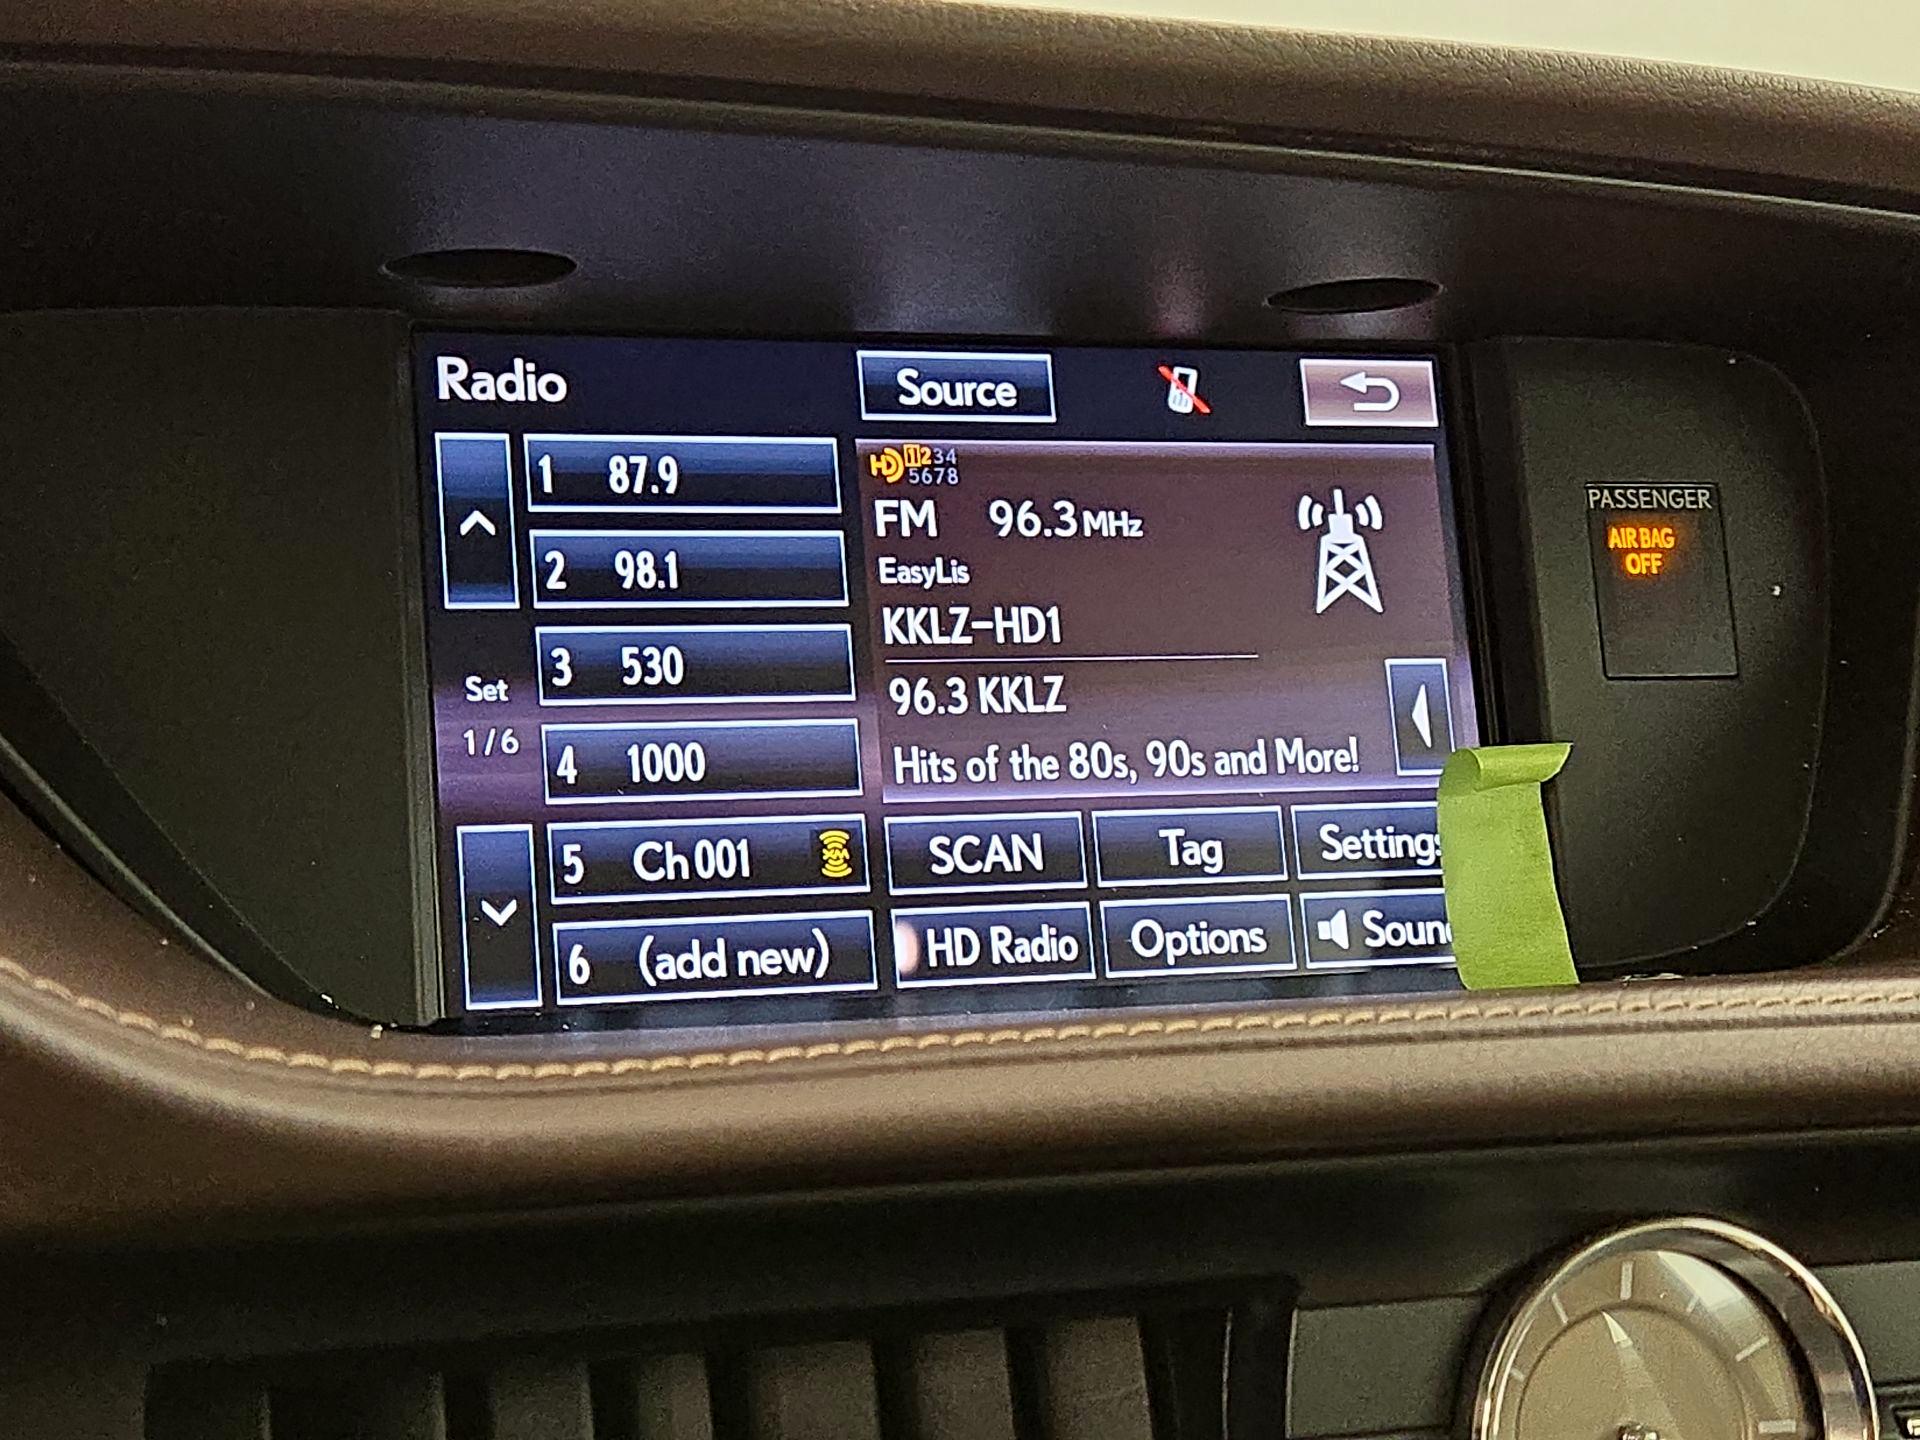 Radio
Source
1 87.9
2 98.1
3 530
4 1000
5 Ch 001
6 (add new)
Set
1/6
HD 1234
5678
FM 96.3 MHz
EasyLis
KKLZ-HD1
96.3 KKLZ
Hits of the 80s, 90s and More!
SCAN
Tag
Setting
HD Radio
Options
Soun
PASSENGER
AIR BAG
OFF